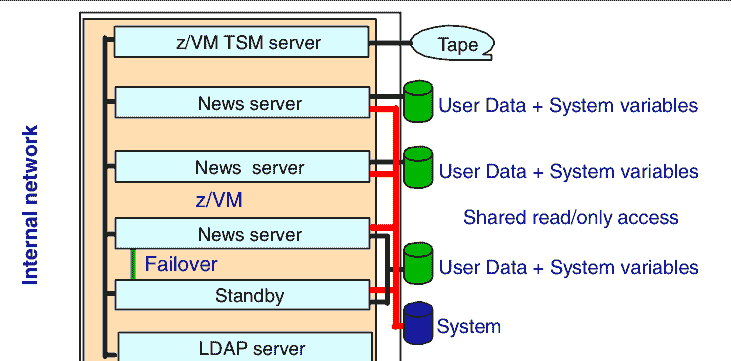 z/VM TSM server
Tape
News server
User Data + System variables
News server
User Data + System variables
z/VM
Shared read/only access
News server
Failover
User Data + System variables
Standby
System
LDAP server
Internal network